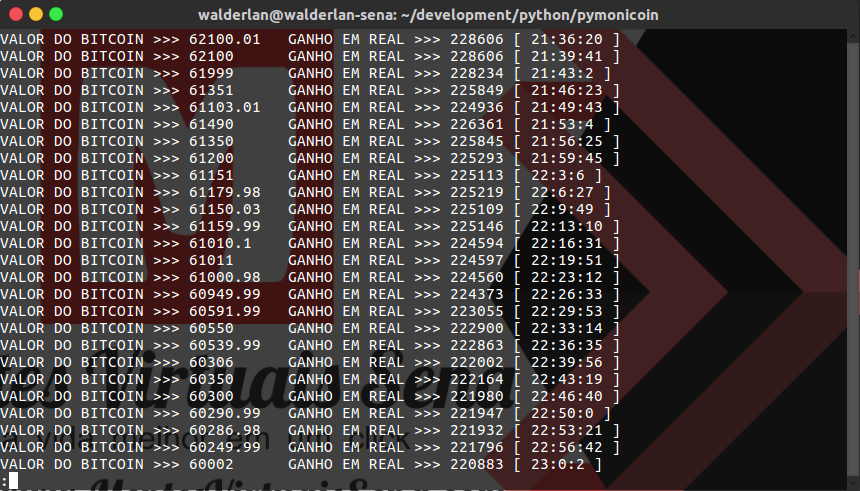 walderlan@walderlan-sena: ~/development/python/pymonicoin
VALOR DO BITCOIN >>> 62100.01 GANHO EM REAL >>> 228606 [ 21:36:20 ]
VALOR DO BITCOIN >>> 62100 GANHO EM REAL >>> 228606 [ 21:39:41 ]
VALOR DO BITCOIN >>> 61999 GANHO EM REAL >>> 228234 [ 21:43:2 ]
VALOR DO BITCOIN >>> 61351 GANHO EM REAL >>> 225849 [ 21:46:23 ]
VALOR DO BITCOIN >>> 61103.01 GANHO EM REAL >>> 224936 [ 21:49:43 ]
VALOR DO BITCOIN >>> 61490 GANHO EM REAL >>> 226361 [ 21:53:4 ]
VALOR DO BITCOIN >>> 61350 GANHO EM REAL >>> 225845 [ 21:56:25 ]
VALOR DO BITCOIN >>> 61200 GANHO EM REAL >>> 225293 [ 21:59:45 ]
VALOR DO BITCOIN >>> 61151 GANHO EM REAL >>> 225113 [ 22:3:6 ]
VALOR DO BITCOIN >>> 61179.98 GANHO EM REAL >>> 225219 [ 22:6:27 ]
VALOR DO BITCOIN >>> 61150.03 GANHO EM REAL >>> 225109 [ 22:9:49 ]
VALOR DO BITCOIN >>> 61159.99 GANHO EM REAL >>> 225146 [ 22:13:10 ]
VALOR DO BITCOIN >>> 61010.1 GANHO EM REAL >>> 224594 [ 22:16:31 ]
VALOR DO BITCOIN >>> 61011 GANHO EM REAL >>> 224597 [ 22:19:51 ]
VALOR DO BITCOIN >>> 61000.98 GANHO EM REAL >>> 224560 [ 22:23:12 ]
VALOR DO BITCOIN >>> 60949.99 GANHO EM REAL >>> 224373 [ 22:26:33 ]
VALOR DO BITCOIN >>> 60591.99 GANHO EM REAL >>> 223055 [ 22:29:53 ]
VALOR DO BITCOIN >>> 60550 GANHO EM REAL >>> 222900 [ 22:33:14 ]
VALOR DO BITCOIN >>> 60539.99 GANHO EM REAL >>> 222863 [ 22:36:35 ]
VALOR DO BITCOIN >>> 60306 GANHO EM REAL >>> 222002 [ 22:39:56 ]
VALOR DO BITCOIN >>> 60350 GANHO EM REAL >>> 222164 [ 22:43:19 ]
VALOR DO BITCOIN >>> 60300 GANHO EM REAL >>> 221980 [ 22:46:40 ]
VALOR DO BITCOIN >>> 60290.99 GANHO EM REAL >>> 221947 [ 22:50:0 ]
VALOR DO BITCOIN >>> 60286.98 GANHO EM REAL >>> 221932 [ 22:53:21 ]
VALOR DO BITCOIN >>> 60249.99 GANHO EM REAL >>> 221796 [ 22:56:42 ]
VALOR DO BITCOIN >>> 60002 GANHO EM REAL >>> 220883 [ 23:0:2 ]
: